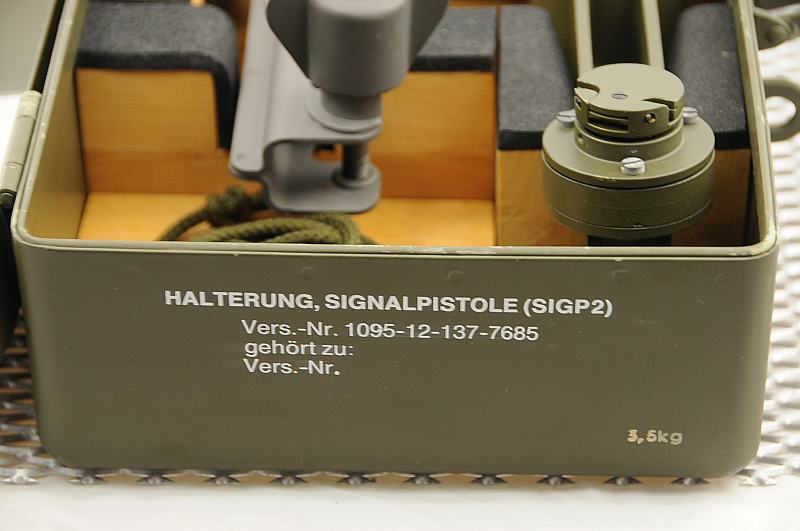 HALTERUNG, SIGNALPISTOLE (SIGP2)
Vers.-Nr. 1095-12-137-7685
gehört zu:
Vers.-Nr.
3,5kg